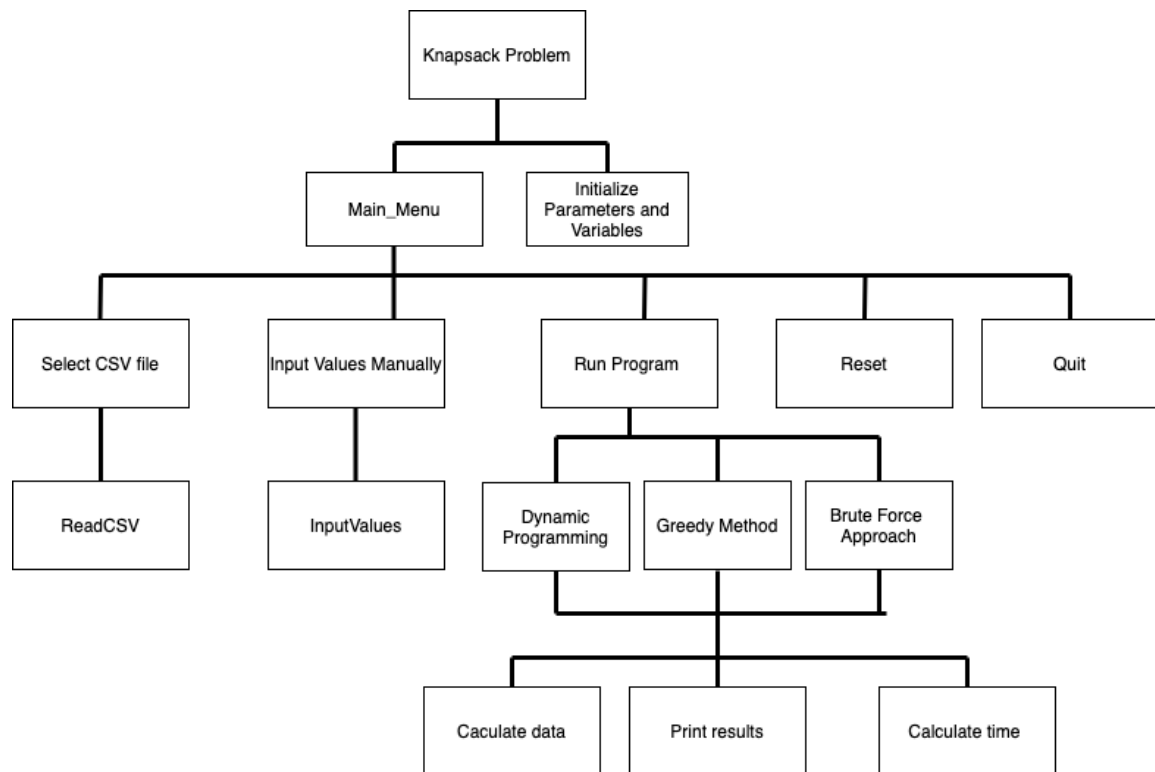 Knapsack Problem
Main_Menu
Initialize
Parameters and
Variables
Select CSV file
Input Values Manually
Run Program
Reset
Quit
ReadCSV
InputValues
Dynamic
Programming
Greedy Method
Brute Force
Approach
Caculate data
Print results
Calculate time